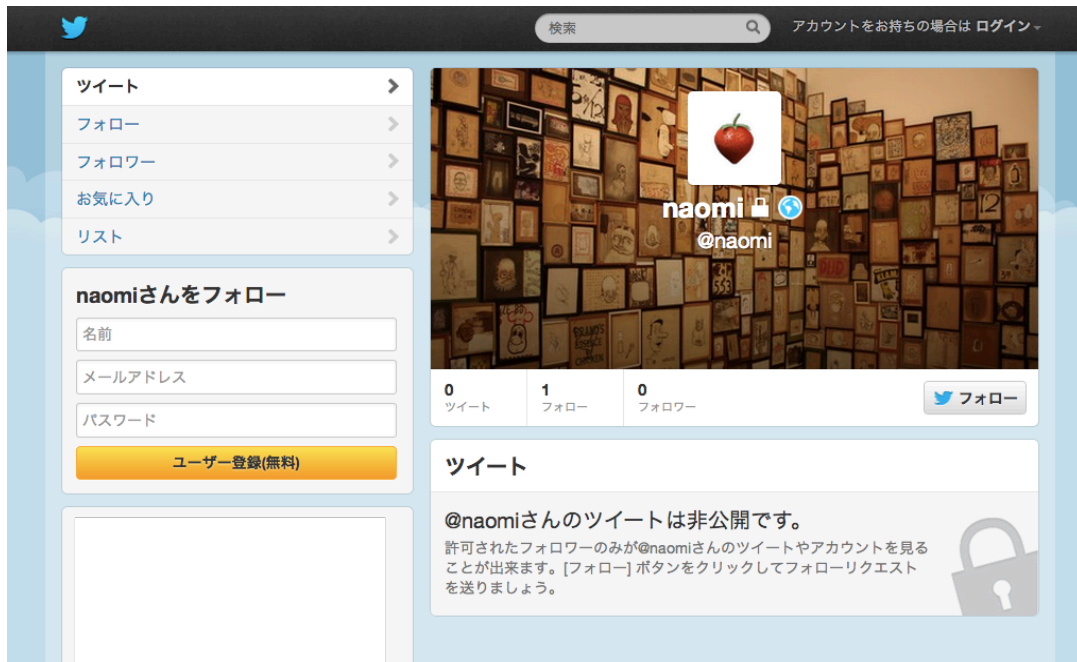 検索
アカウントをお持ちの場合は ログイン
ツイート
フォロー
フォロワー
お気に入り
リスト
naomiさんをフォロー
名前
メールアドレス
パスワード
ユーザー登録(無料)
naomi
@naomi
0
ツイート
1
フォロー
0
フォロワー
フォロー
ツイート
@naomiさんのツイートは非公開です。
許可されたフォロワーのみが@naomiさんのツイートやアカウントを見る
ことが出来ます。[フォロー] ボタンをクリックしてフォローリクエスト
を送りましょう。